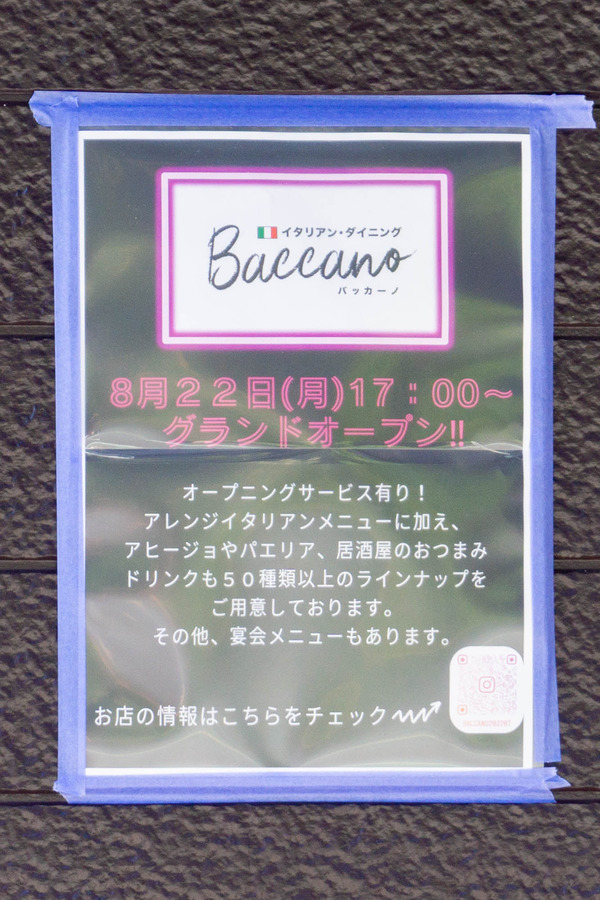 イタリアン・ダイニング
Baccano
バッカーノ
8月22日(月)17：00～
グランドオープン!!
オープニングサービス有り！
アレンジイタリアンメニューに加え、
アヒージョやパエリア、居酒屋のおつまみ
ドリンクも５０種類以上のラインナップを
ご用意しております。
その他、宴会メニューもあります。
お店の情報はこちらをチェック